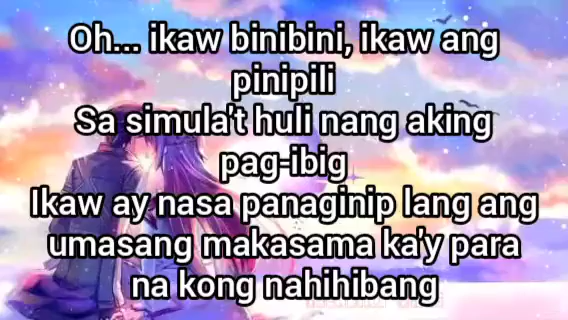 Oh... ikaw binibini, ikaw ang
pinipili
Sa simula't huli nang aking
pag-ibig
Ikaw ay nasa panaginip lang ang
umasang makasama ka'y para
na kong nahihibang